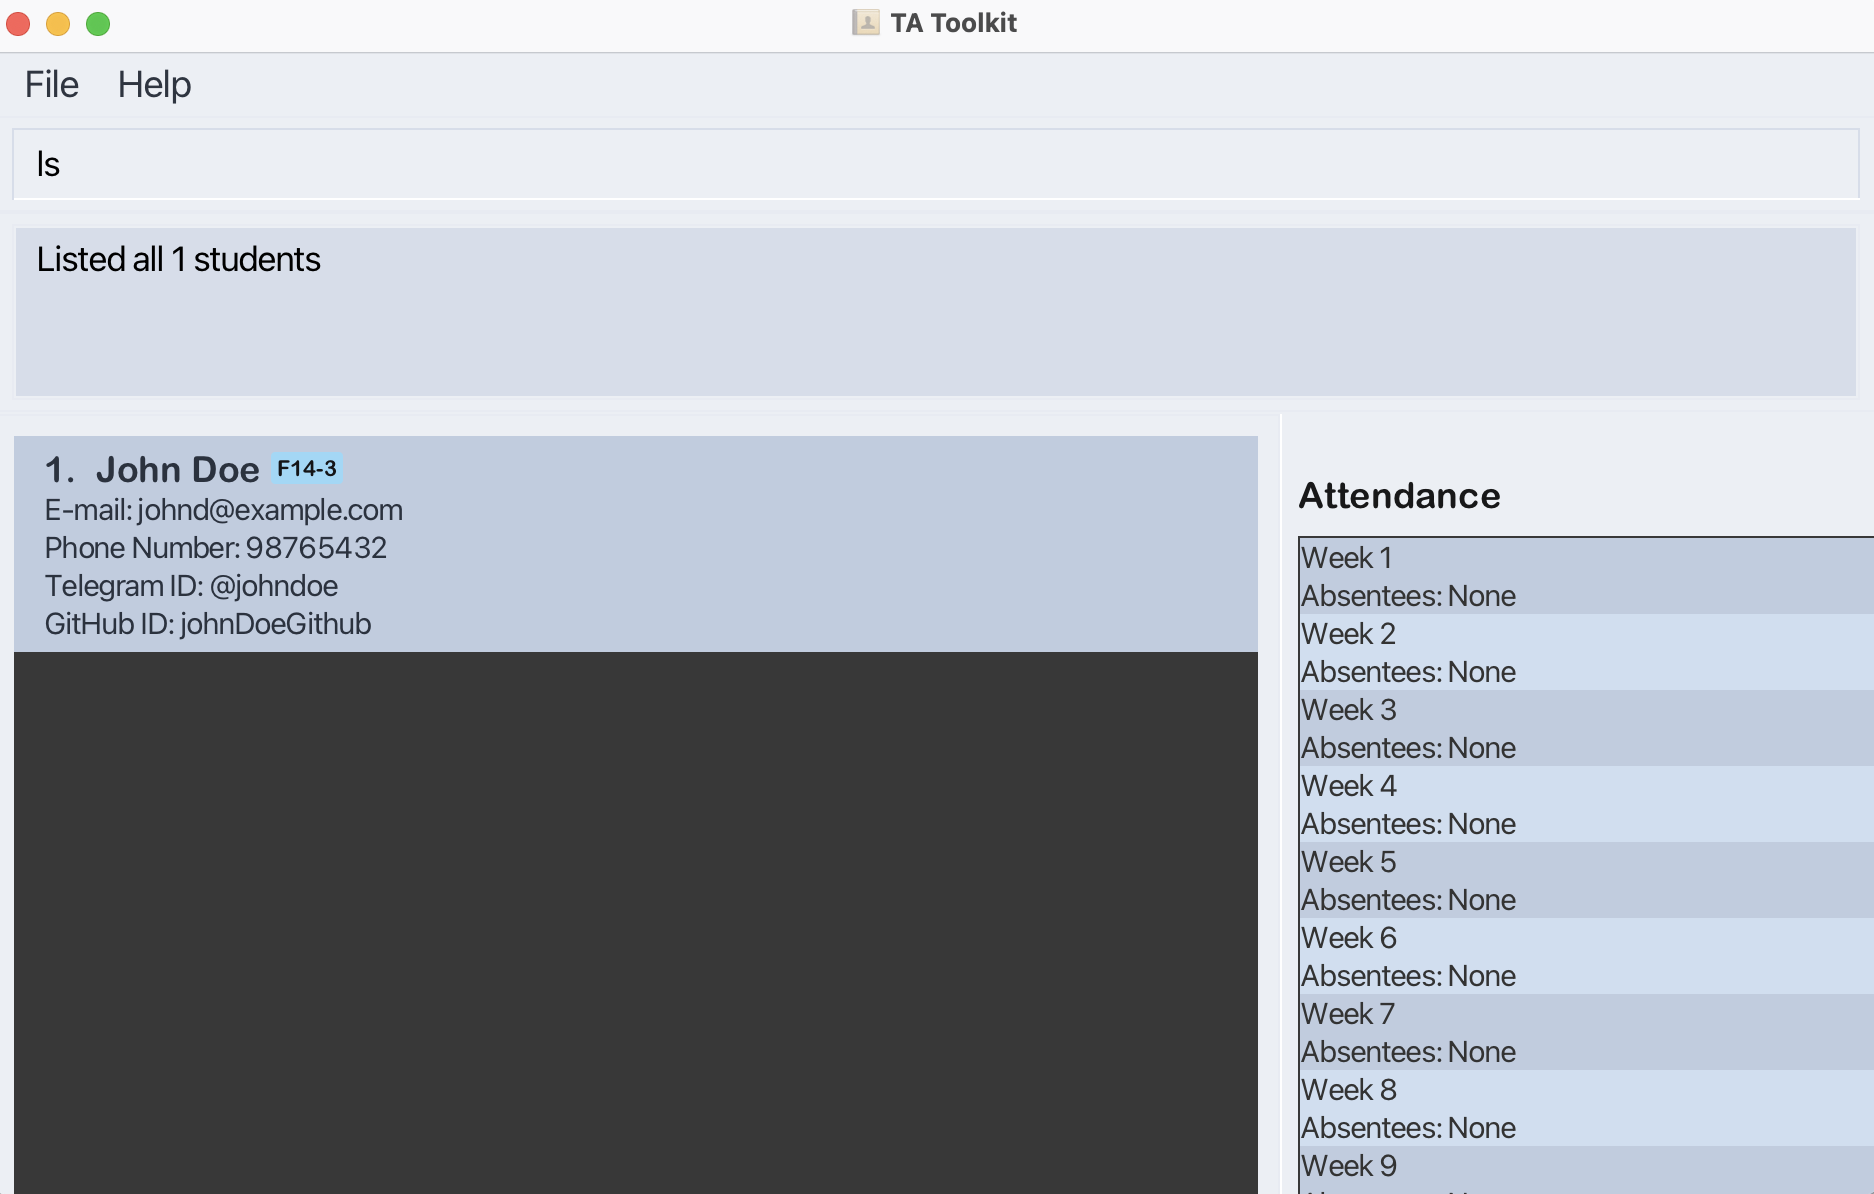 TA Toolkit
File Help
ls
Listed all 1 students
1. John Doe F14-3
E-mail: johnd@example.com
Phone Number: 98765432
Telegram ID: @johndoe
GitHub ID: johnDoeGithub
Attendance
Week 1
Absentees: None
Week 2
Absentees: None
Week 3
Absentees: None
Week 4
Absentees: None
Week 5
Absentees: None
Week 6
Absentees: None
Week 7
Absentees: None
Week 8
Absentees: None
Week 9